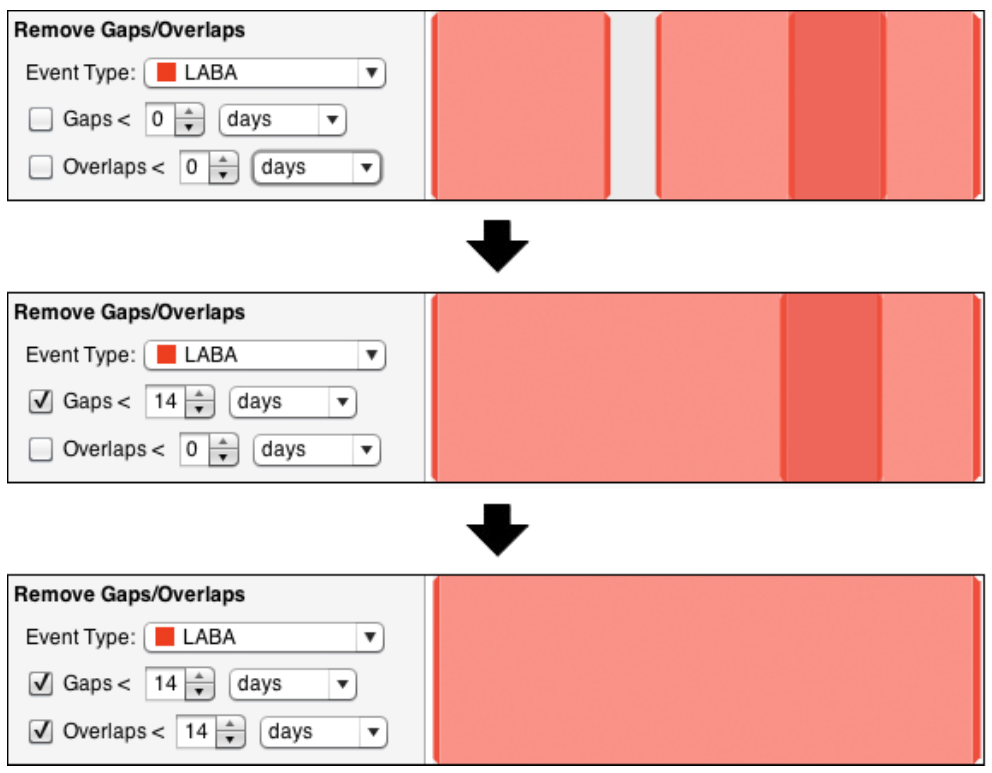 Remove Gaps/Overlaps
Event Type: LABA
Gaps < 0 days
Overlaps < 0 days
Remove Gaps/Overlaps
Event Type: LABA
Gaps < 14 days
Overlaps < 0 days
Remove Gaps/Overlaps
Event Type: LABA
Gaps < 14 days
Overlaps < 14 days